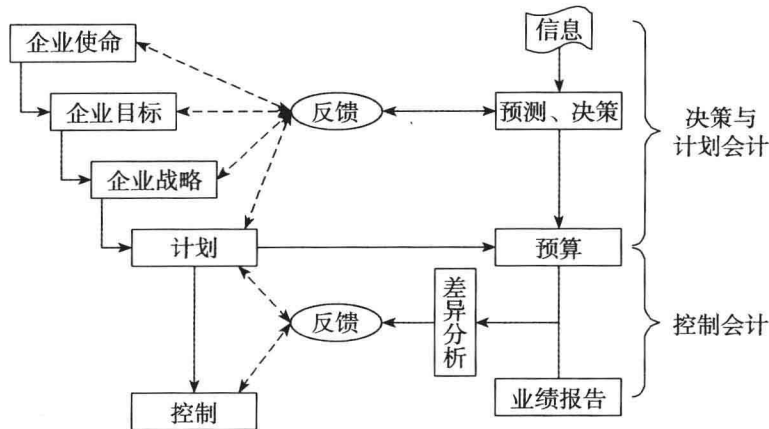 信息
企业使命
企业目标
反馈
预测、决策
决策与
计划会计
企业战略
计划
预算
差异分析
反馈
控制会计
控制
业绩报告